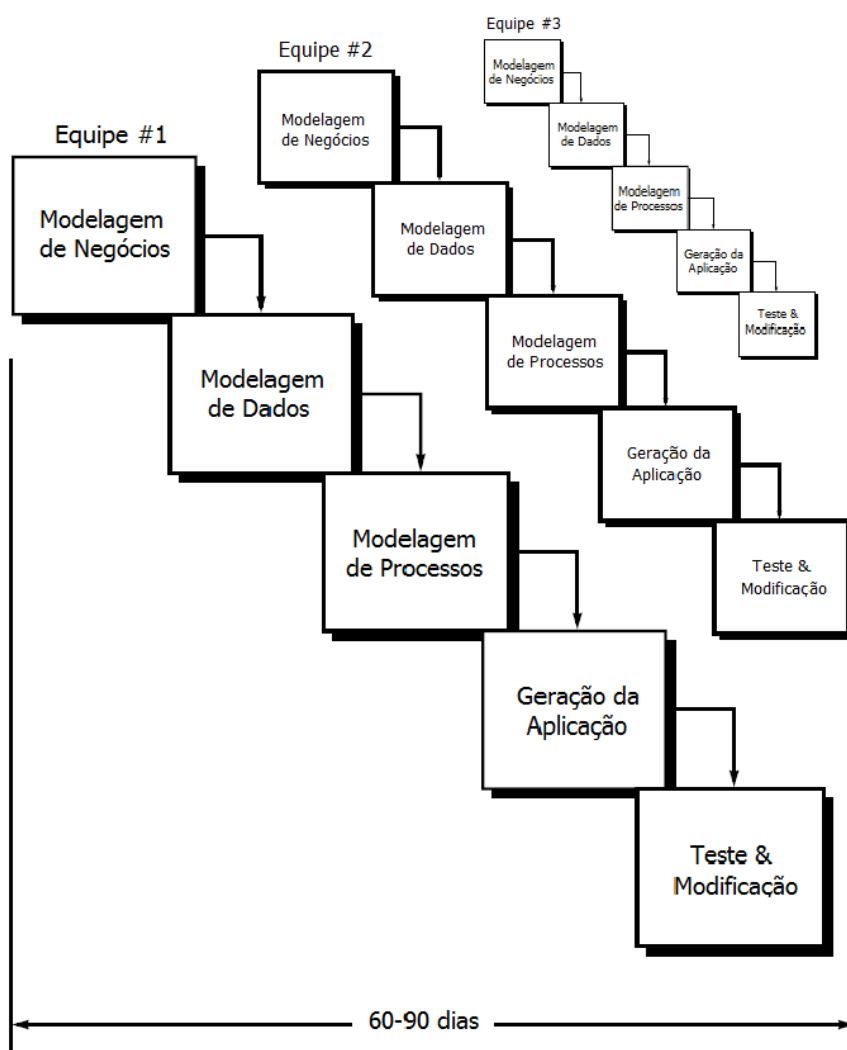 Equipe #1
Modelagem
de Negócios
Modelagem
de Dados
Modelagem
de Processos
Geração da
Aplicação
Teste &
Modificação
Equipe #2
Modelagem
de Negócios
Modelagem
de Dados
Modelagem
de Processos
Geração da
Aplicação
Teste &
Modificação
Equipe #3
Modelagem
de Negócios
Modelagem
de Dados
Modelagem
de Processos
Geração da
Aplicação
Teste &
Modificação
60-90 dias